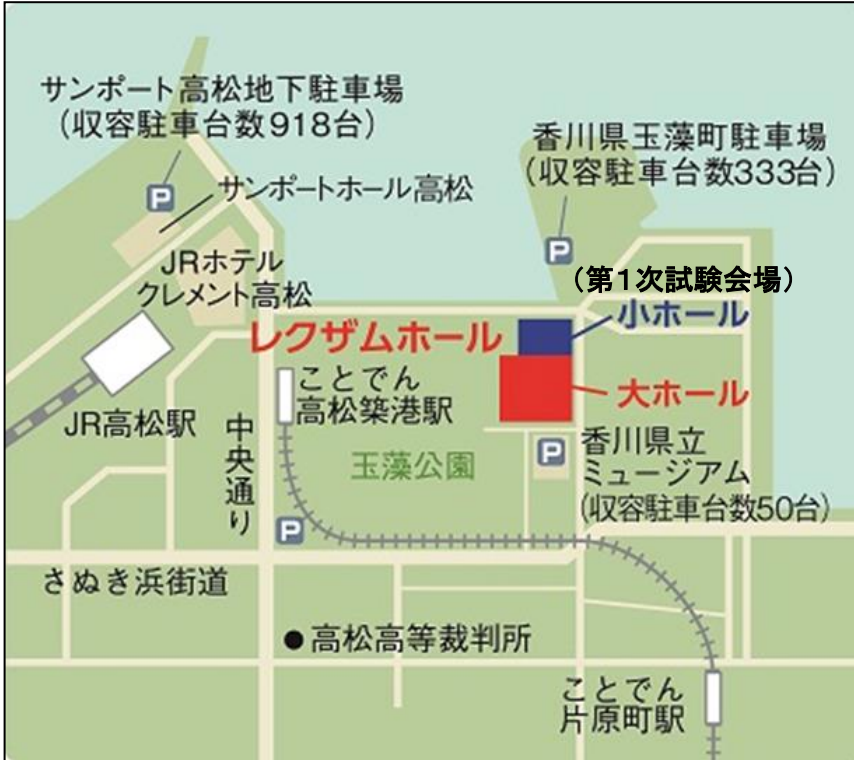 サンポート高松地下駐車場
（収容駐車台数918台）
香川県玉藻町駐車場
（収容駐車台数333台）
P
サンポートホール高松
P
JRホテル
クレメント高松
（第1次試験会場）
小ホール
レクザムホール
大ホール
ことでん
高松築港駅
JR高松駅
中央通り
玉藻公園
P
香川県立
ミュージアム
（収容駐車台数50台）
P
さぬき浜街道
●高松高等裁判所
ことでん
片原町駅